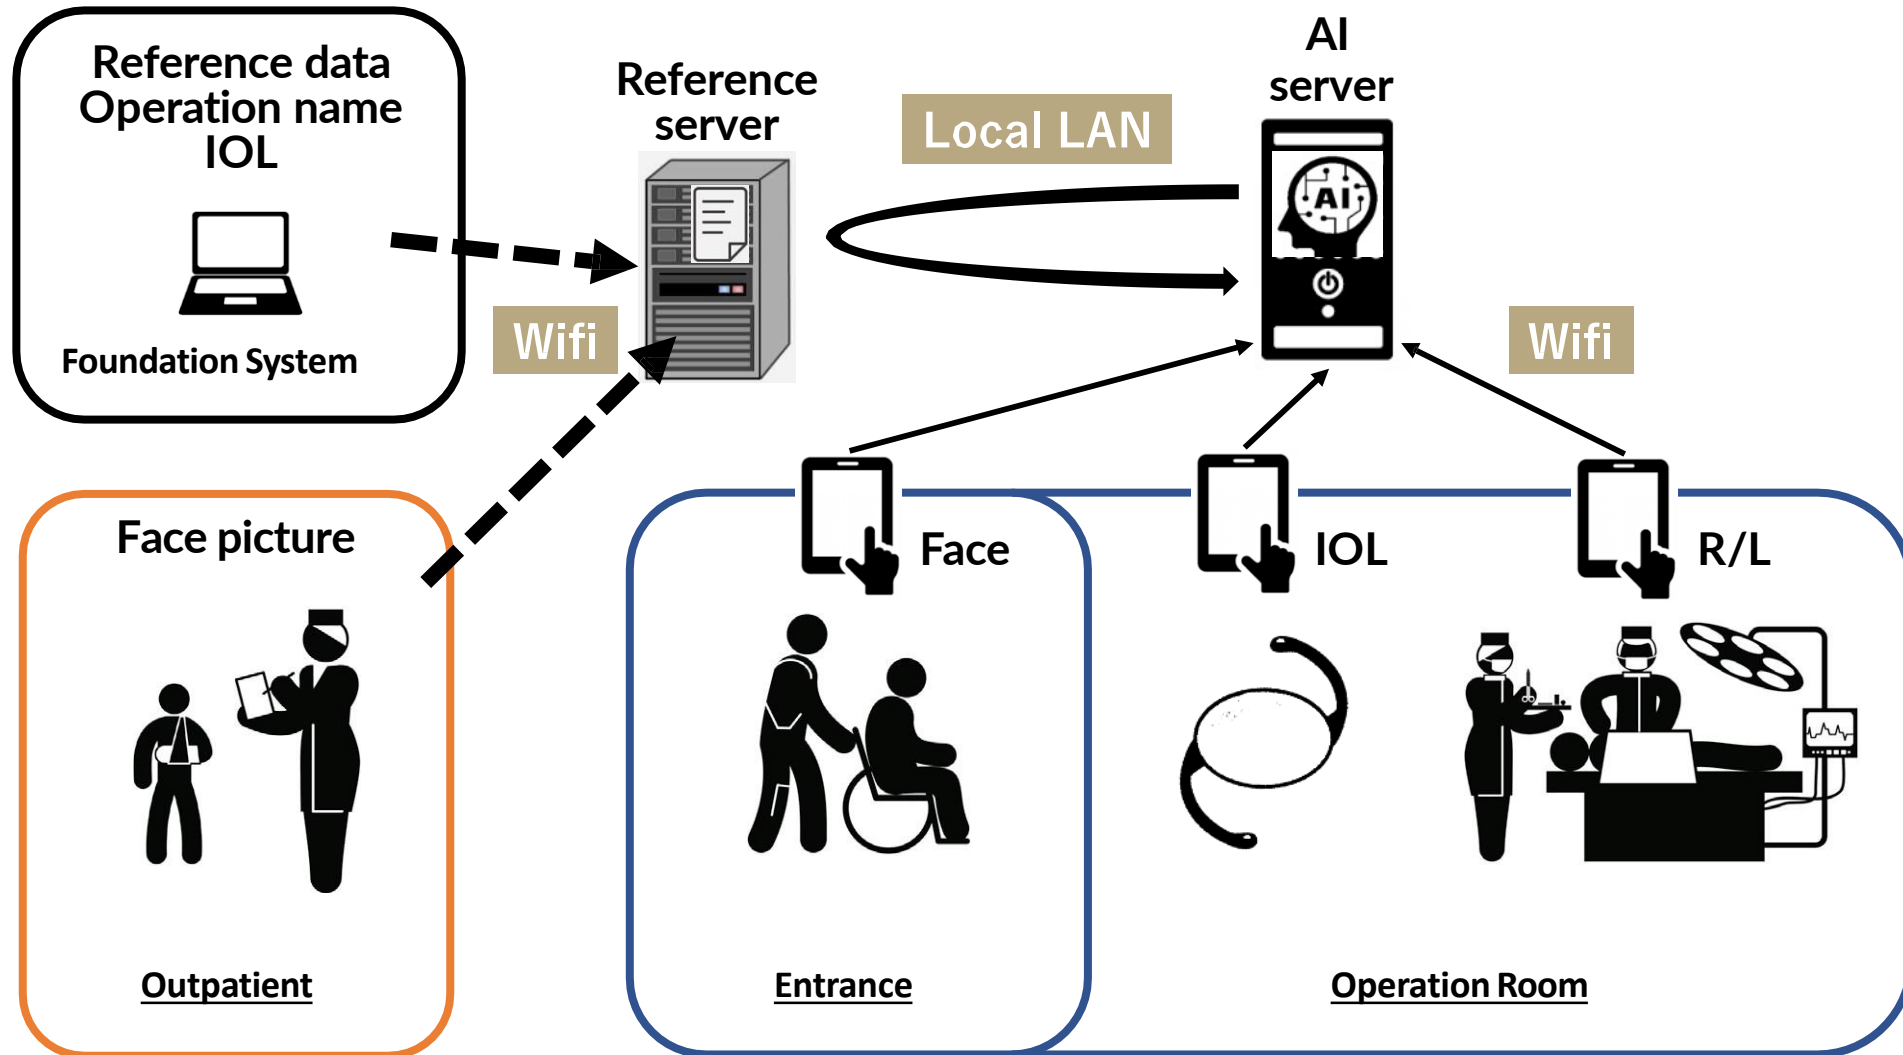 Reference data
Operation name
IOL
Foundation System
Reference
server
Local LAN
AI
server
AI
Wifi
Wifi
Face picture
Outpatient
Face
Entrance
IOL
R/L
Operation Room